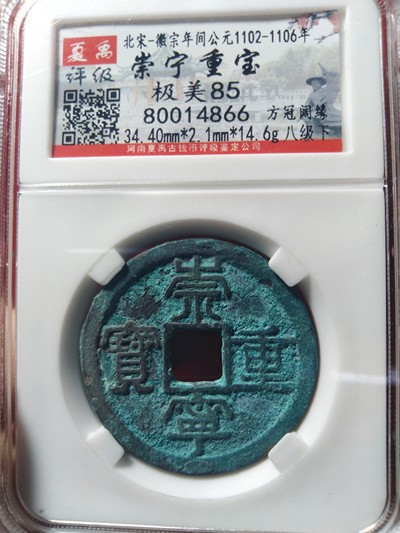 夏禹
评级
北宋-徽宗年间公元1102-1106年
崇宁重宝
极美85
80014866 方冠阔缘
34.40mm*2.1mm*14.6g 八级下
河南夏禹古钱币评级鉴定公司
崇
寧
重
寶